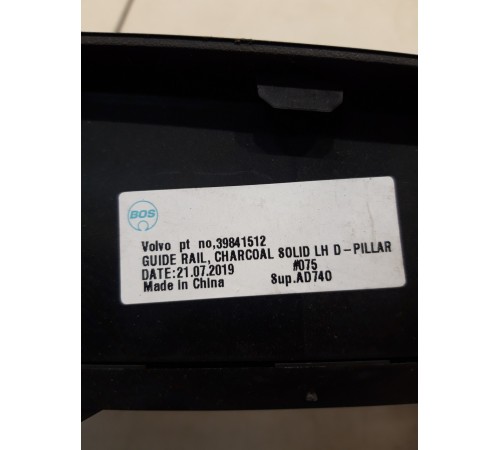 BOS
Volvo pt no,39841512
GUIDE RAIL, CHARCOAL SOLID LH D-PILLAR
DATE:21.07.2019 #075
Made in China Sup.AD740